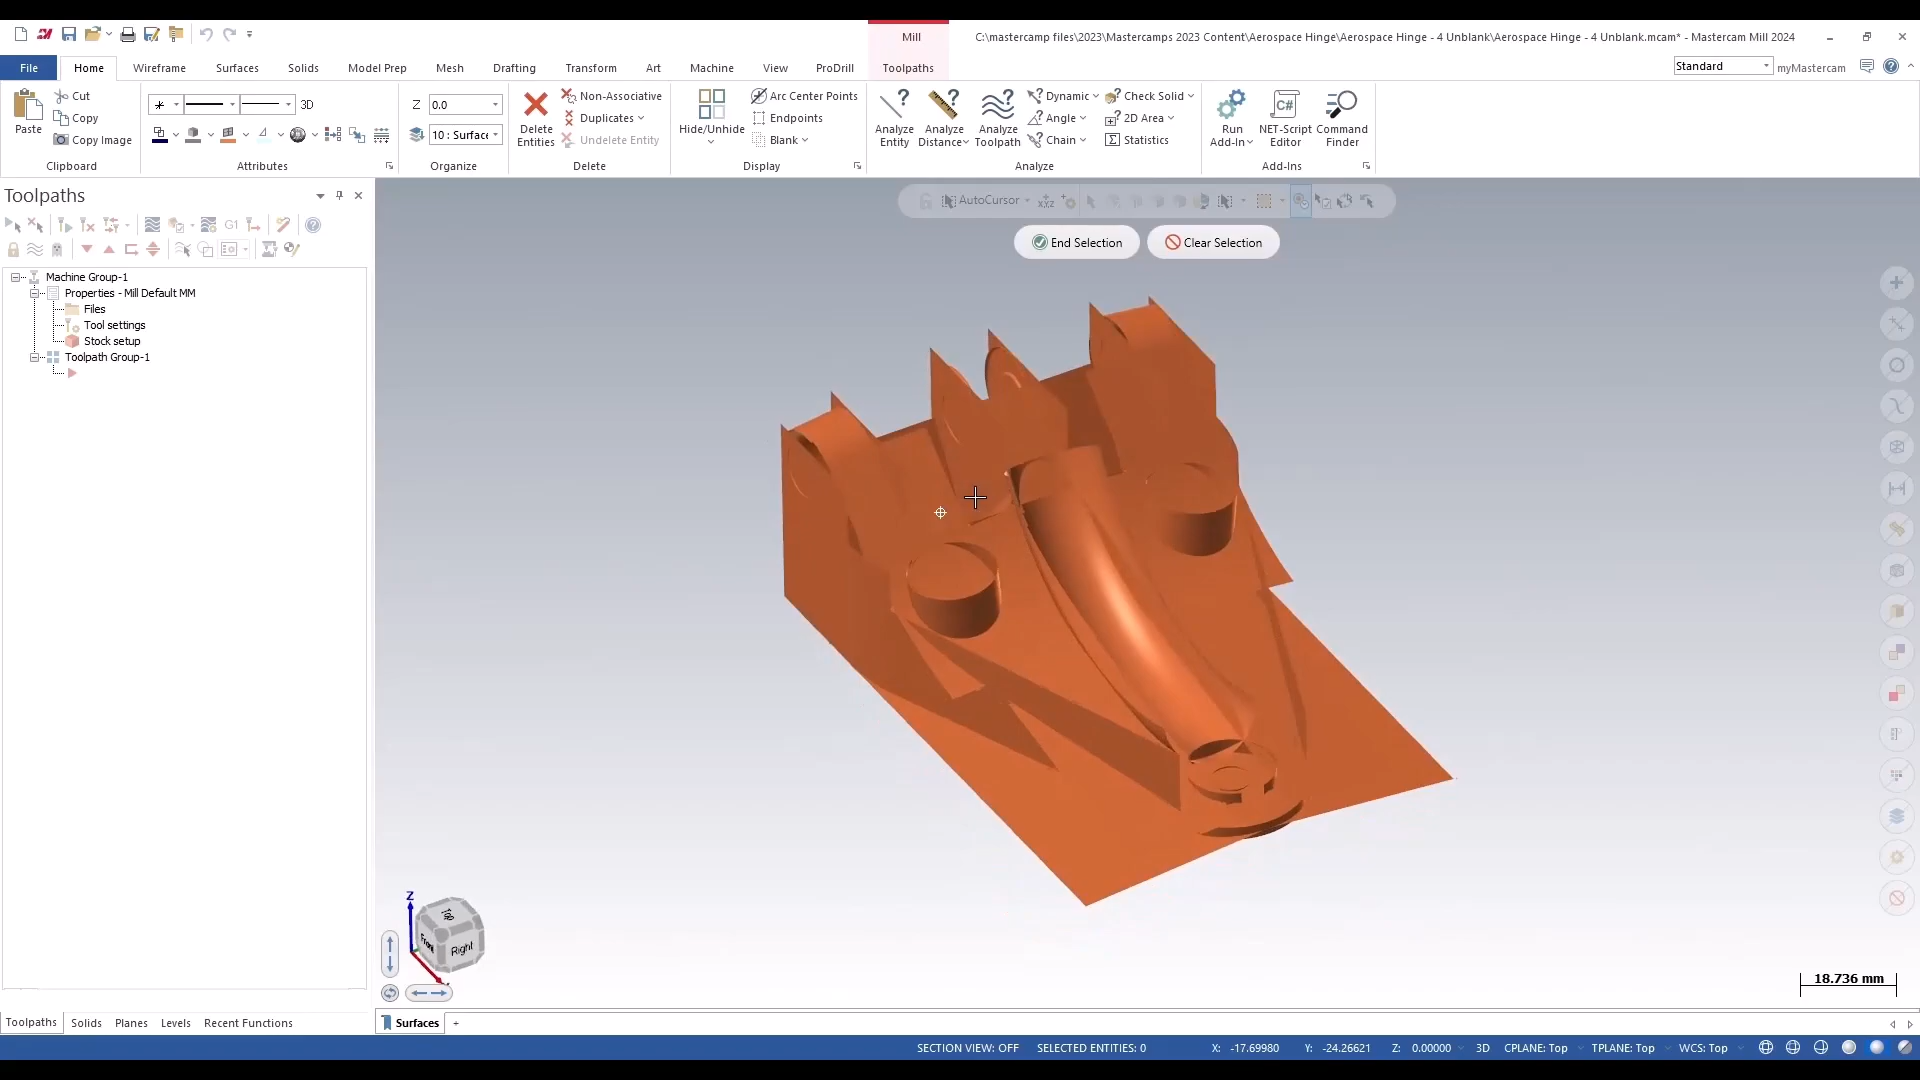 Mill
C:\mastercamp files\2023\Mastercamps 2023 Content\Aerospace Hinge\Aerospace Hinge - 4 Unblank\Aerospace Hinge - 4 Unblank.mcam* - Mastercam Mill 2024
File Home Wireframe Surfaces Solids Model Prep Mesh Drafting Transform Art Machine View ProDrill Toolpaths Standard myMastercam
Paste
Cut
Copy
Copy Image
Clipboard
3D
Attributes
Z 0.0
10 : Surface
Organize
Delete Entities
Non-Associative
Duplicates
Undelete Entity
Delete
Hide/Unhide
Arc Center Points
Endpoints
Blank
Display
Analyze Entity
Analyze Distance
Analyze Toolpath
Dynamic
Angle
Chain
Check Solid
2D Area
Statistics
Analyze
Run Add-In
NET-Script Editor
Command Finder
Add-Ins
Toolpaths
G1
AutoCursor
End Selection Clear Selection
Machine Group-1
Properties - Mill Default MM
Files
Tool settings
Stock setup
Toolpath Group-1
Z
Top
Front
Right
18.736 mm
Toolpaths Solids Planes Levels Recent Functions
Surfaces +
SECTION VIEW: OFF SELECTED ENTITIES: 0 X: -17.69980 Y: -24.26621 Z: 0.00000 3D CPLANE: Top TPLANE: Top WCS: Top